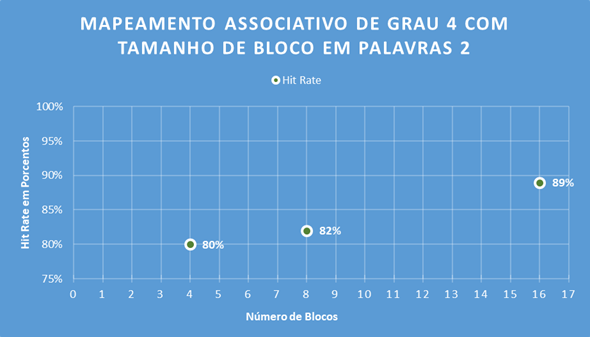 MAPEAMENTO ASSOCIATIVO DE GRAU 4 COM
TAMANHO DE BLOCO EM PALAVRAS 2
Hit Rate
Hit Rate em Porcentos
100%
95%
90%
85%
80%
75%
80%
82%
89%
0 1 2 3 4 5 6 7 8 9 10 11 12 13 14 15 16 17
Número de Blocos